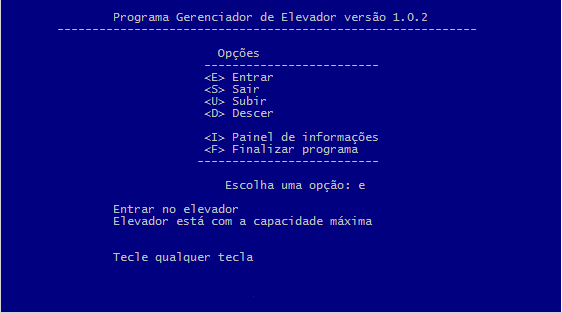 Programa Gerenciador de Elevador versão 1.0.2
------------------------------------------------------------
Opções
-------------------------
<E> Entrar
<S> Sair
<U> Subir
<D> Descer
<I> Painel de informações
<F> Finalizar programa
--------------------------
Escolha uma opção: e
Entrar no elevador
Elevador está com a capacidade máxima
Tecle qualquer tecla